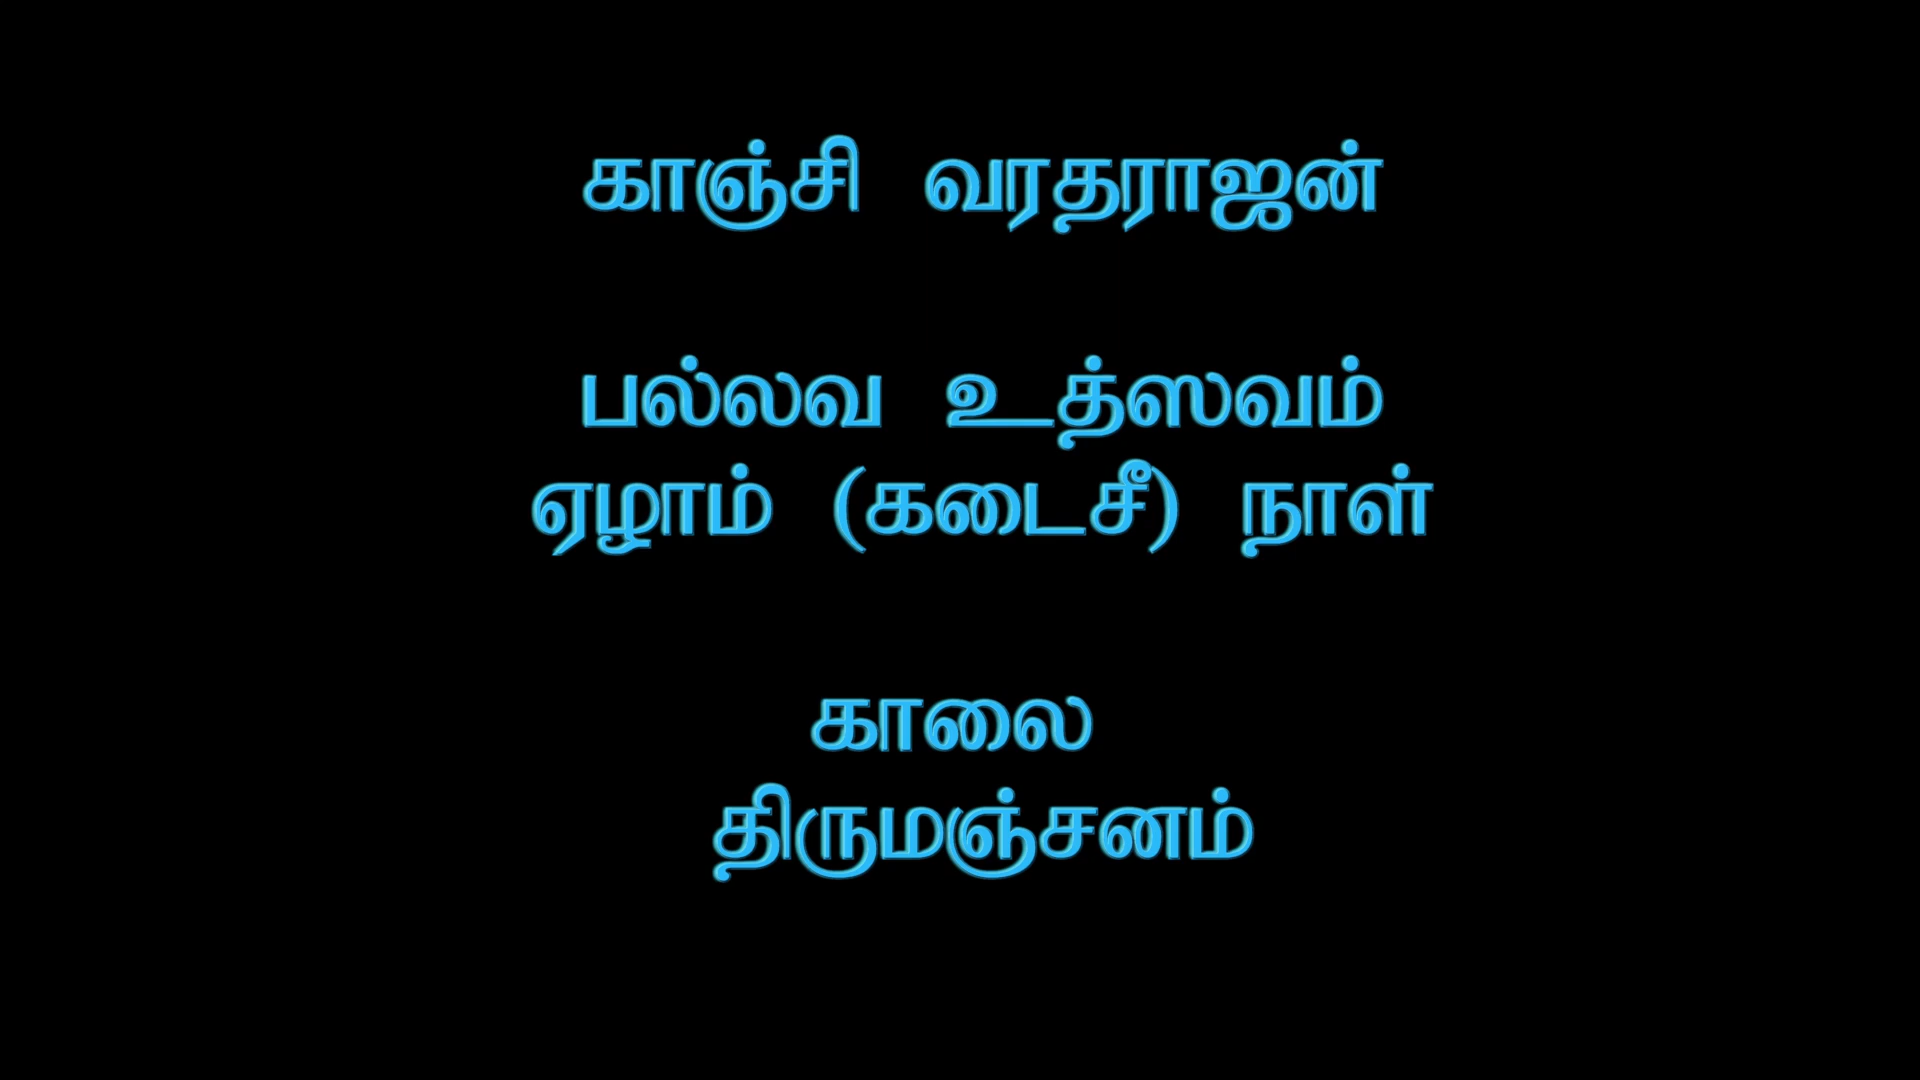 காஞ்சி வரதராஜன்
பல்லவ உத்ஸவம்
ஏழாம் (கடைசீ) நாள்
காலை
திருமஞ்சனம்